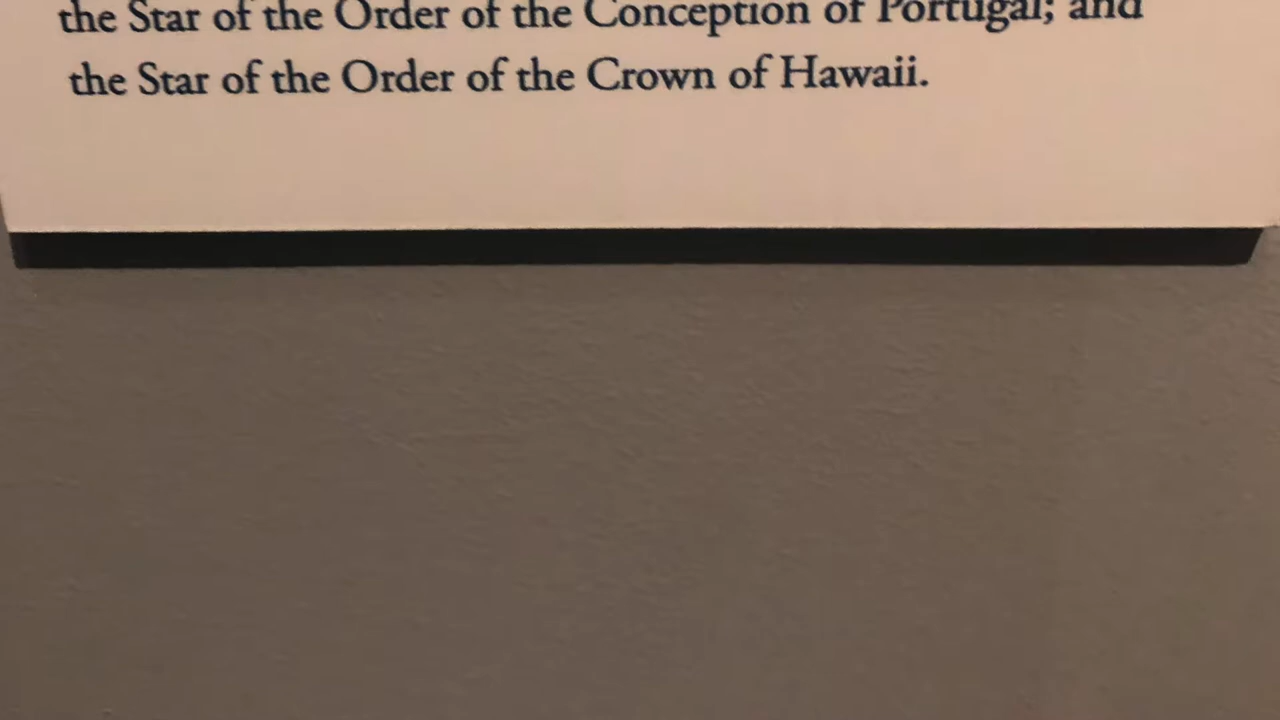 the Star of the Order of the Conception of Portugal; and
the Star of the Order of the Crown of Hawaii.